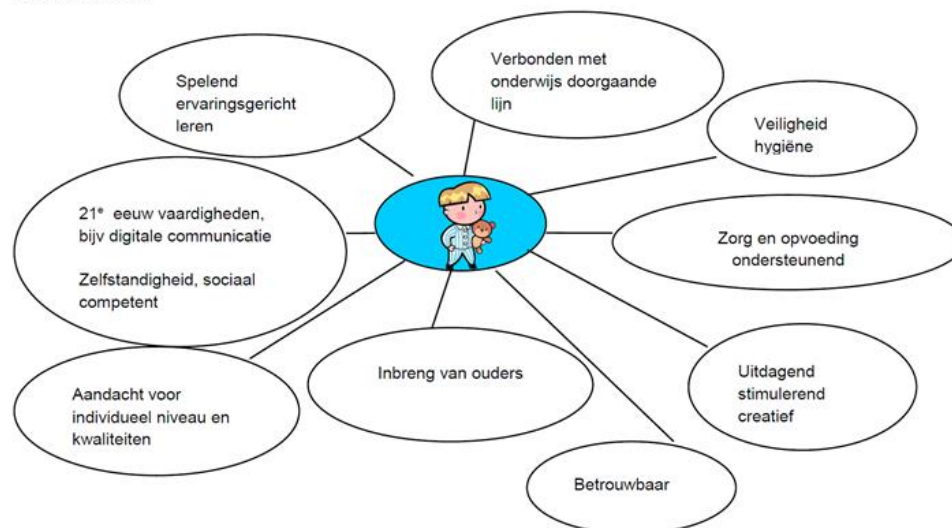 Spelend
ervaringsgericht
leren
Verbonden met
onderwijs doorgaande
lijn
Veiligheid
hygiëne
21e eeuw vaardigheden,
bijv digitale communicatie
Zelfstandigheid, sociaal
competent
Zorg en opvoeding
ondersteunend
Aandacht voor
individueel niveau en
kwaliteiten
Inbreng van ouders
Uitdagend
stimulerend
creatief
Betrouwbaar